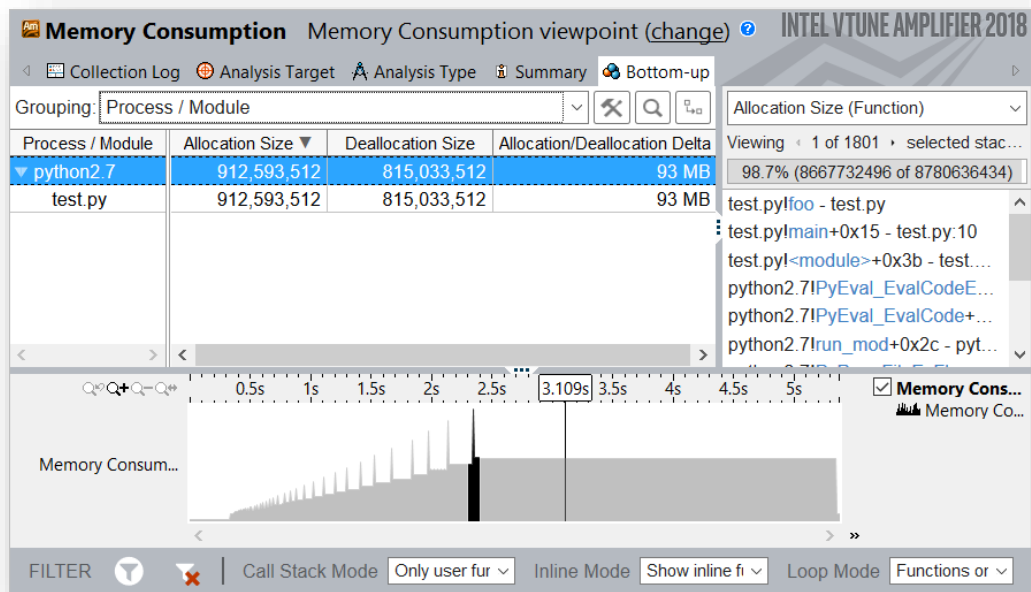 Am Memory Consumption Memory Consumption viewpoint (change) ? INTEL VTUNE AMPLIFIER 2018
Collection Log Analysis Target Analysis Type Summary Bottom-up
Grouping: Process / Module
Allocation Size (Function)
Process / Module Allocation Size ▼ Deallocation Size Allocation/Deallocation Delta
Viewing 1 of 1801 selected stac...
python2.7 912,593,512 815,033,512 93 MB
98.7% (8667732496 of 8780636434)
test.py 912,593,512 815,033,512 93 MB
test.py!foo - test.py
test.py!main+0x15 - test.py:10
test.py!<module>+0x3b - test....
python2.7!PyEval_EvalCodeE...
python2.7!PyEval_EvalCode+...
python2.7!run_mod+0x2c - pyt...
0.5s 1s 1.5s 2s 2.5s 3.109s 3.5s 4s 4.5s 5s
Memory Cons...
Memory Co...
Memory Consum...
FILTER Call Stack Mode Only user fur Inline Mode Show inline fi Loop Mode Functions or